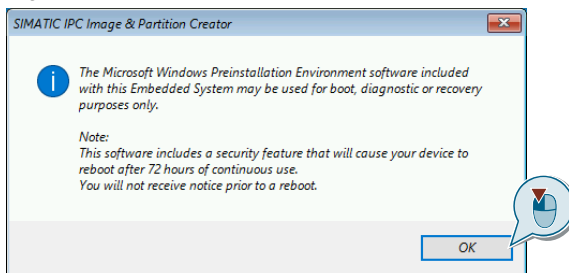 SIMATIC IPC Image & Partition Creator
The Microsoft Windows Preinstallation Environment software included
with this Embedded System may be used for boot, diagnostic or recovery
purposes only.
Note:
This software includes a security feature that will cause your device to
reboot after 72 hours of continuous use.
You will not receive notice prior to a reboot.
OK